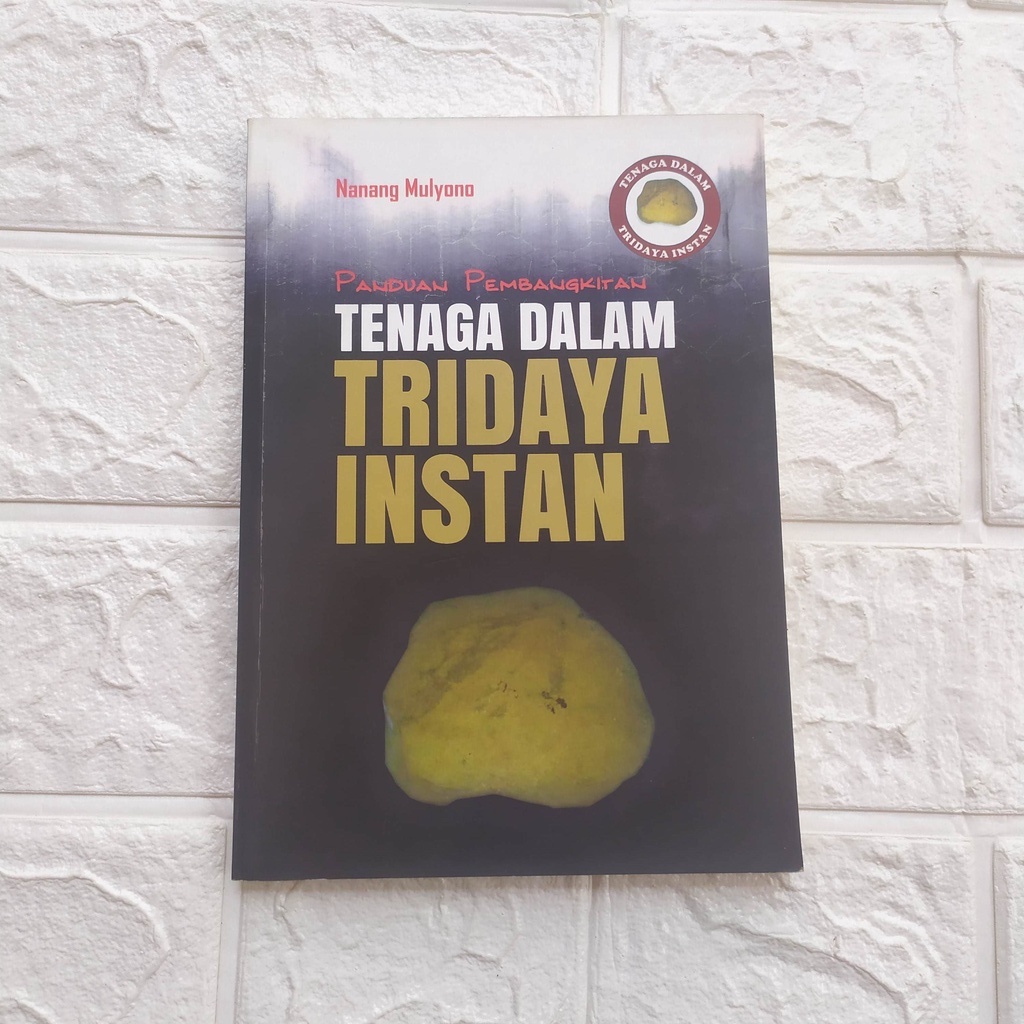 Nanang Mulyono
TENAGA DALAM
TRIDAYA INSTAN
Panduan Pembangkitan
TENAGA DALAM
TRIDAYA
INSTAN